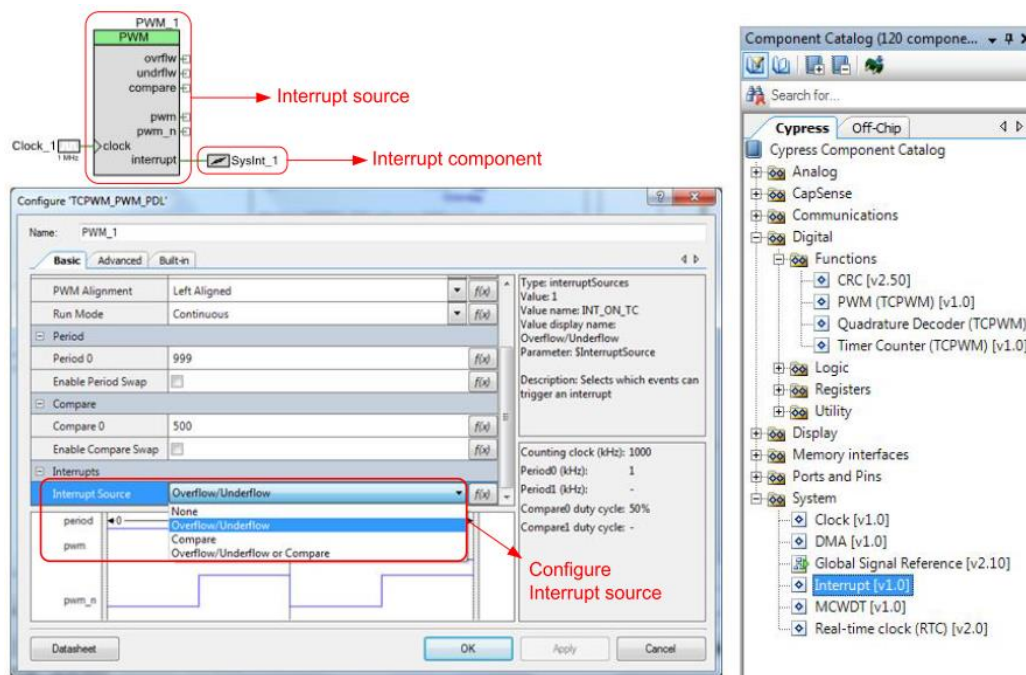 PWM_1
PWM
ovrflw
undrflw
compare
pwm
pwm_n
Clock_1
1 MHz
clock
interrupt
SysInt_1
Interrupt source
Interrupt component
Configure 'TCPWM_PWM_PDL'
Name: PWM_1
Basic Advanced Built-in
PWM Alignment Left Aligned f(x)
Run Mode Continuous f(x)
Period
Period 0 999 f(x)
Enable Period Swap f(x)
Compare
Compare 0 500 f(x)
Enable Compare Swap f(x)
Interrupts
Interrupt Source Overflow/Underflow f(x)
None
Overflow/Underflow
Compare
Overflow/Underflow or Compare
period 0
pwm
pwm_n
Type: interruptSources
Value: 1
Value name: INT_ON_TC
Value display name:
Overflow/Underflow
Parameter: $InterruptSource
Description: Selects which events can
trigger an interrupt
Counting clock (kHz): 1000
Period0 (kHz): 1
Period1 (kHz): -
Compare0 duty cycle: 50%
Compare1 duty cycle: -
Configure
Interrupt source
Datasheet OK Apply Cancel
Component Catalog (120 compone...
Search for...
Cypress Off-Chip
Cypress Component Catalog
Analog
CapSense
Communications
Digital
Functions
CRC [v2.50]
PWM (TCPWM) [v1.0]
Quadrature Decoder (TCPWM)
Timer Counter (TCPWM) [v1.0]
Logic
Registers
Utility
Display
Memory interfaces
Ports and Pins
System
Clock [v1.0]
DMA [v1.0]
Global Signal Reference [v2.10]
Interrupt [v1.0]
MCWDT [v1.0]
Real-time clock (RTC) [v2.0]